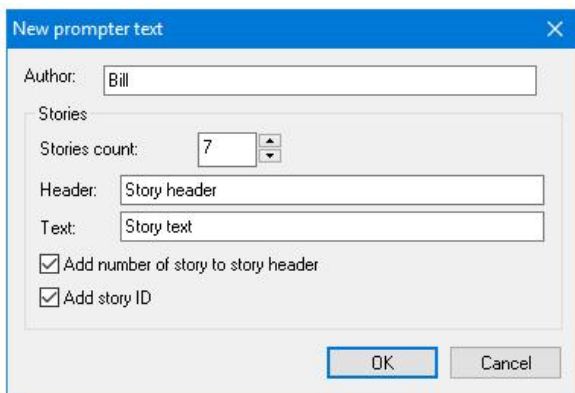 New prompter text
Author: Bill
Stories
Stories count: 7
Header: Story header
Text: Story text
Add number of story to story header
Add story ID
OK Cancel